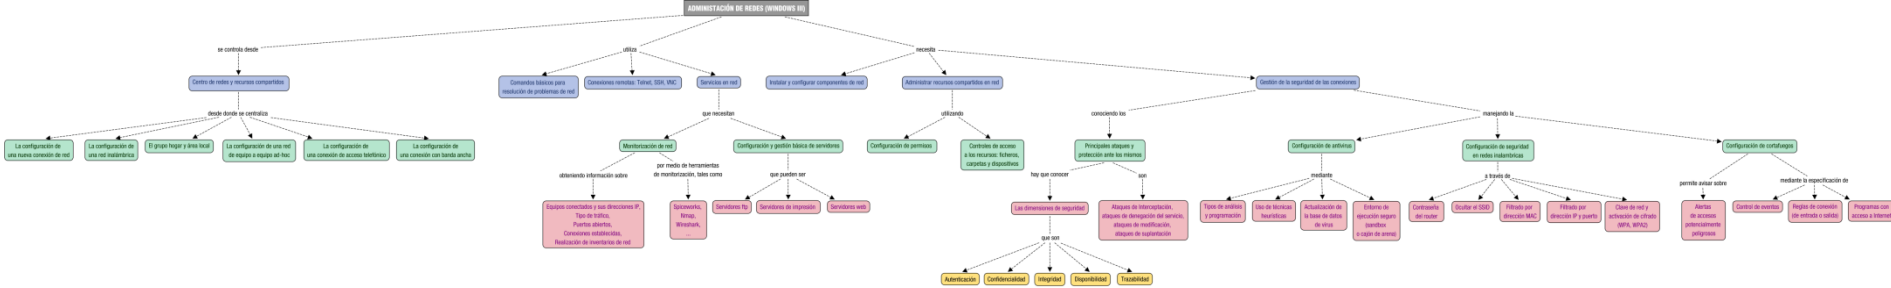 ADMINISTACIÓN DE REDES (WINDOWS III)
se controla desde
utiliza
necesita
Centro de redes y recursos compartidos
Comandos básicos para
resolución de problemas de red
Conexiones remotas: Telnet, SSH, VNC
Servicios en red
Instalar y configurar componentes de red
Administrar recursos compartidos en red
Gestión de la seguridad de las conexiones
desde donde se centraliza
que necesitan
utilizando
conociendo los
manejando la
La configuración de
una nueva conexión de red
La configuración de
una red inalámbrica
El grupo hogar y área local
La configuración de una red
de equipo a equipo ad-hoc
La configuración de
una conexión de acceso telefónico
La configuración de
una conexión con banda ancha
Monitorización de red
Configuración y gestión básica de servidores
Configuración de permisos
Controles de acceso
a los recursos: ficheros,
carpetas y dispositivos
Principales ataques y
protección ante los mismos
Configuración de antivirus
Configuración de seguridad
en redes inalámbricas
Configuración de cortafuegos
obteniendo información sobre
por medio de herramientas
de monitorización, tales como
que pueden ser
hay que conocer
son
mediante
a través de
permite avisar sobre
mediante la especificación de
Equipos conectados y sus direcciones IP,
Tipo de tráfico,
Puertos abiertos,
Conexiones establecidas,
Realización de inventarios de red
Spiceworks,
Nmap,
Wireshark,
...
Servidores ftp
Servidores de impresión
Servidores web
Las dimensiones de seguridad
Ataques de interceptación,
ataques de denegación del servicio,
ataques de modificación,
ataques de suplantación
Tipos de análisis
y programación
Uso de técnicas
heurísticas
Actualización de
la base de datos
de virus
Entorno de
ejecución seguro
(sandbox
o cajón de arena)
Contraseña
del router
Ocultar el SSID
Filtrado por
dirección MAC
Filtrado por
dirección IP y puerto
Clave de red y
activación de cifrado
(WPA, WPA2)
Alertas
de accesos
potencialmente
peligrosos
Control de eventos
Reglas de conexión
(de entrada o salida)
Programas con
acceso a Internet
que son
Autenticación
Confidencialidad
Integridad
Disponibilidad
Trazabilidad